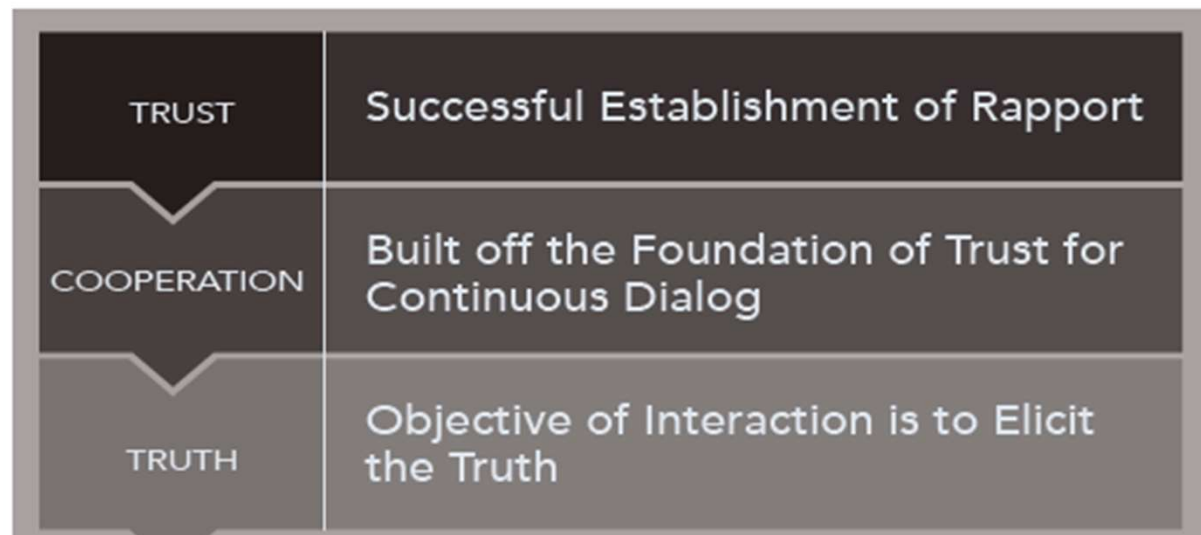 TRUST
Successful Establishment of Rapport
COOPERATION
Built off the Foundation of Trust for
Continuous Dialog
TRUTH
Objective of Interaction is to Elicit
the Truth